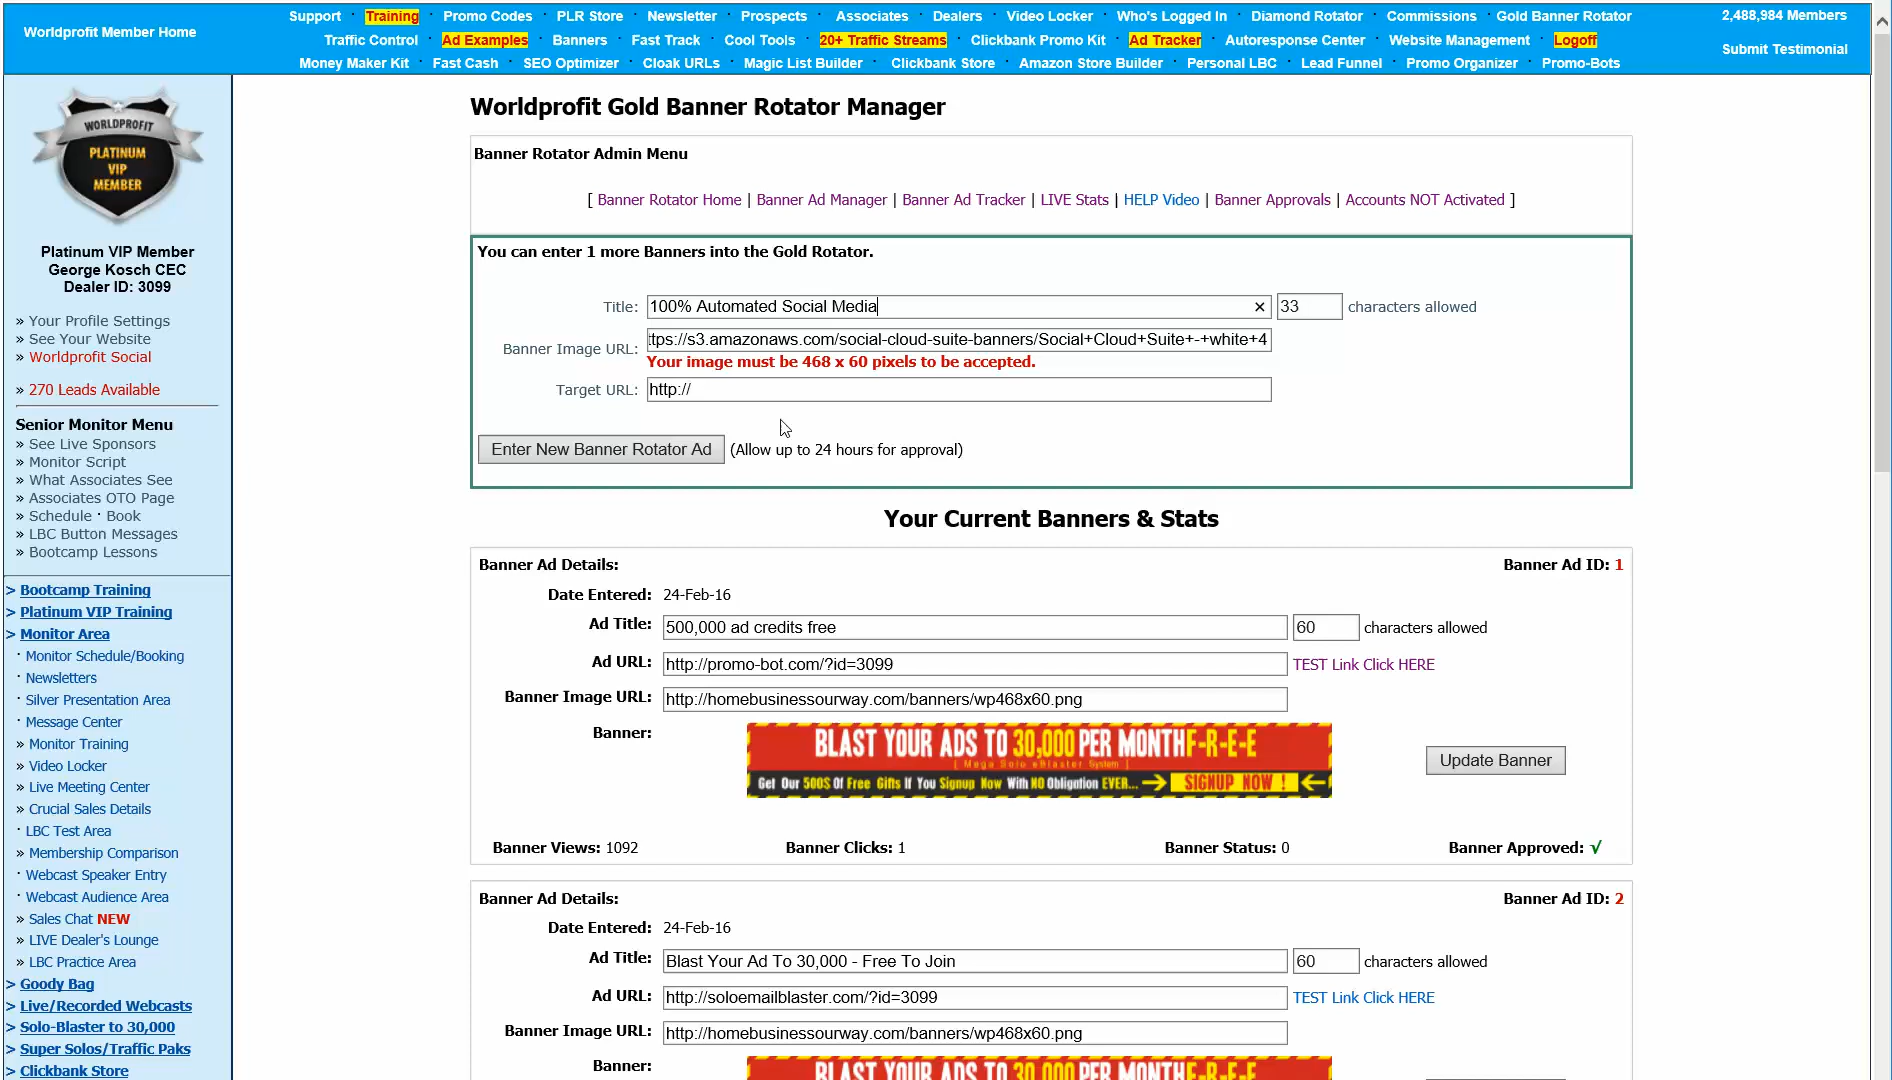 Worldprofit Member Home
Support · Training · Promo Codes · PLR Store · Newsletter · Prospects · Associates · Dealers · Video Locker · Who's Logged In · Diamond Rotator · Commissions · Gold Banner Rotator
Traffic Control · Ad Examples · Banners · Fast Track · Cool Tools · 20+ Traffic Streams · Clickbank Promo Kit · Ad Tracker · Autoresponse Center · Website Management · Logoff
Money Maker Kit · Fast Cash · SEO Optimizer · Cloak URLs · Magic List Builder · Clickbank Store · Amazon Store Builder · Personal LBC · Lead Funnel · Promo Organizer · Promo-Bots
2,488,984 Members
Submit Testimonial
WORLDPROFIT
PLATINUM
VIP
MEMBER
Platinum VIP Member
George Kosch CEC
Dealer ID: 3099
» Your Profile Settings
» See Your Website
» Worldprofit Social
» 270 Leads Available
Senior Monitor Menu
» See Live Sponsors
» Monitor Script
» What Associates See
» Associates OTO Page
» Schedule · Book
» LBC Button Messages
» Bootcamp Lessons
> Bootcamp Training
> Platinum VIP Training
> Monitor Area
· Monitor Schedule/Booking
· Newsletters
· Silver Presentation Area
· Message Center
» Monitor Training
» Video Locker
» Live Meeting Center
» Crucial Sales Details
· LBC Test Area
» Membership Comparison
· Webcast Speaker Entry
· Webcast Audience Area
» Sales Chat NEW
» LIVE Dealer's Lounge
» LBC Practice Area
> Goody Bag
> Live/Recorded Webcasts
> Solo-Blaster to 30,000
> Super Solos/Traffic Paks
> Clickbank Store
Worldprofit Gold Banner Rotator Manager
Banner Rotator Admin Menu
[ Banner Rotator Home | Banner Ad Manager | Banner Ad Tracker | LIVE Stats | HELP Video | Banner Approvals | Accounts NOT Activated ]
You can enter 1 more Banners into the Gold Rotator.
Title: 100% Automated Social Media × 33 characters allowed
Banner Image URL: ttps://s3.amazonaws.com/social-cloud-suite-banners/Social+Cloud+Suite+-+white+4
Your image must be 468 x 60 pixels to be accepted.
Target URL: http://
Enter New Banner Rotator Ad (Allow up to 24 hours for approval)
Your Current Banners & Stats
Banner Ad Details: Banner Ad ID: 1
Date Entered: 24-Feb-16
Ad Title: 500,000 ad credits free 60 characters allowed
Ad URL: http://promo-bot.com/?id=3099 TEST Link Click HERE
Banner Image URL: http://homebusinessourway.com/banners/wp468x60.png
Banner:
BLAST YOUR ADS TO 30,000 PER MONTH F-R-E-E
[ Mega Solo eBlaster System ]
Get Our 500$ Of Free Gifts If You Signup Now With NO Obligation EVER... SIGNUP NOW !
Update Banner
Banner Views: 1092 Banner Clicks: 1 Banner Status: 0 Banner Approved: √
Banner Ad Details: Banner Ad ID: 2
Date Entered: 24-Feb-16
Ad Title: Blast Your Ad To 30,000 - Free To Join 60 characters allowed
Ad URL: http://soloemailblaster.com/?id=3099 TEST Link Click HERE
Banner Image URL: http://homebusinessourway.com/banners/wp468x60.png
Banner:
BLAST YOUR ADS TO 30,000 PER MONTH F-R-E-E